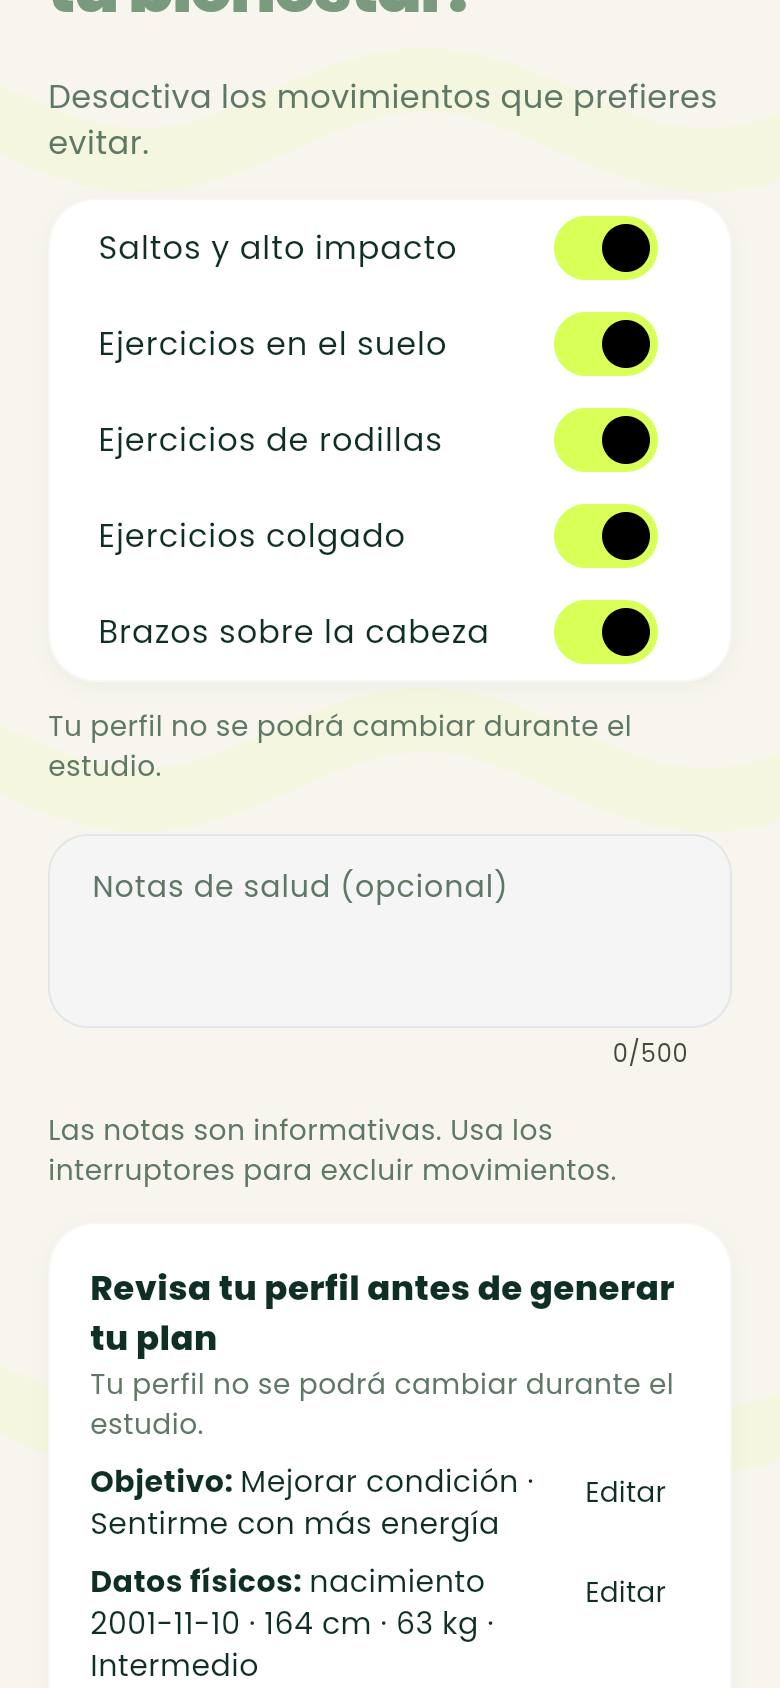 tu bienestar?
Desactiva los movimientos que prefieres
evitar.
Saltos y alto impacto
Ejercicios en el suelo
Ejercicios de rodillas
Ejercicios colgado
Brazos sobre la cabeza
Tu perfil no se podrá cambiar durante el
estudio.
Notas de salud (opcional)
0/500
Las notas son informativas. Usa los
interruptores para excluir movimientos.
Revisa tu perfil antes de generar
tu plan
Tu perfil no se podrá cambiar durante el
estudio.
Objetivo: Mejorar condición ·
Sentirme con más energía
Editar
Datos físicos: nacimiento
2001-11-10 · 164 cm · 63 kg ·
Intermedio
Editar